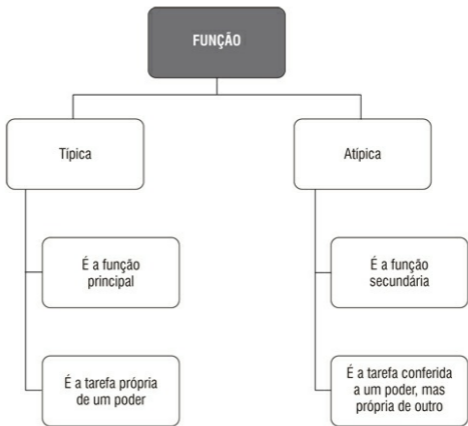 FUNÇÃO
Típica
Atípica
É a função
principal
É a função
secundária
É a tarefa própria
de um poder
É a tarefa conferida
a um poder, mas
própria de outro